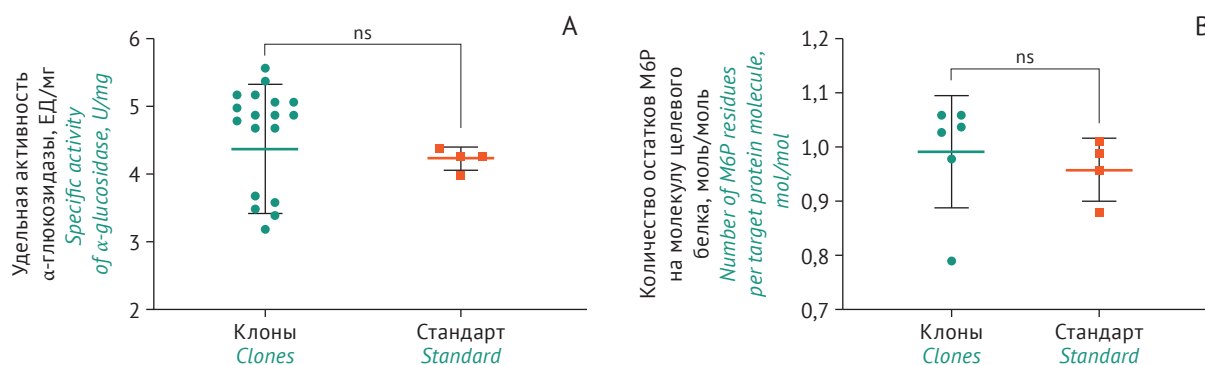 A
Удельная активность
α-глюкозидазы, ЕД/мг
Specific activity
of α-glucosidase, U/mg
6
5
4
3
2
ns
Клоны
Clones
Стандарт
Standard
B
Количество остатков М6Р
на молекулу целевого
белка, моль/моль
Number of M6P residues
per target protein molecule,
mol/mol
1,2
1,1
1,0
0,9
0,8
0,7
ns
Клоны
Clones
Стандарт
Standard